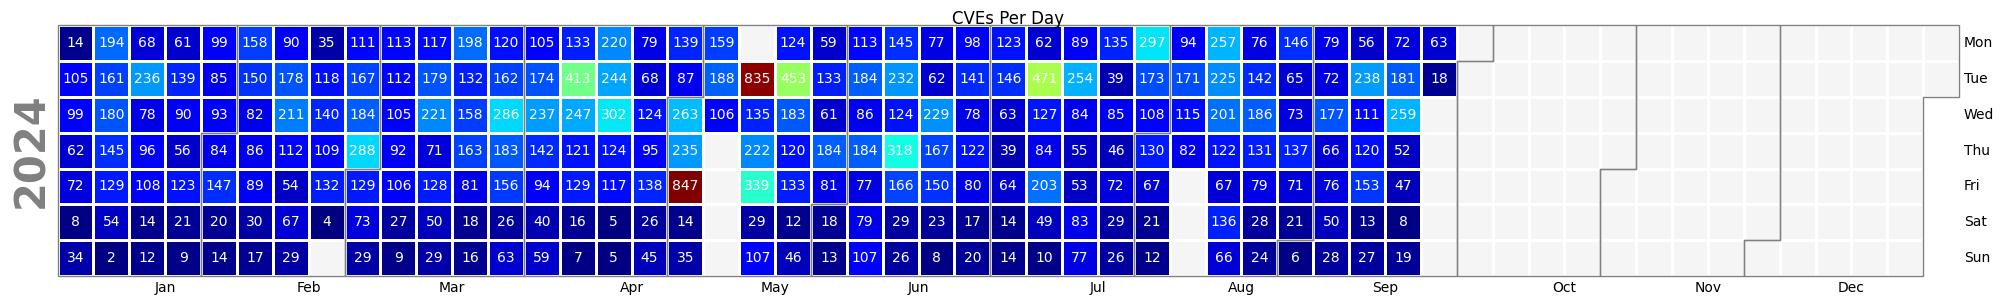 CVEs Per Day
14 194 68 61 99 158 90 35 111 113 117 198 120 105 133 220 79 139 159 124 59 113 145 77 98 123 62 89 135 297 94 257 76 146 79 56 72 63 Mon
105 161 236 139 85 150 178 118 167 112 179 132 162 174 413 244 68 87 188 835 453 133 184 232 62 141 146 471 254 39 173 171 225 142 65 72 238 181 18 Tue
99 180 78 90 93 82 211 140 184 105 221 158 286 237 247 302 124 263 106 135 183 61 86 124 229 78 63 127 84 85 108 115 201 186 73 177 111 259 Wed
62 145 96 56 84 86 112 109 288 92 71 163 183 142 121 124 95 235 222 120 184 184 318 167 122 39 84 55 46 130 82 122 131 137 66 120 52 Thu
72 129 108 123 147 89 54 132 129 106 128 81 156 94 129 117 138 847 339 133 81 77 166 150 80 64 203 53 72 67 67 79 71 76 153 47 Fri
8 54 14 21 20 30 67 4 73 27 50 18 26 40 16 5 26 14 29 12 18 79 29 23 17 14 49 83 29 21 136 28 21 50 13 8 Sat
34 2 12 9 14 17 29 29 9 29 16 63 59 7 5 45 35 107 46 13 107 26 8 20 14 10 77 26 12 66 24 6 28 27 19 Sun
2024
Jan Feb Mar Apr May Jun Jul Aug Sep Oct Nov Dec